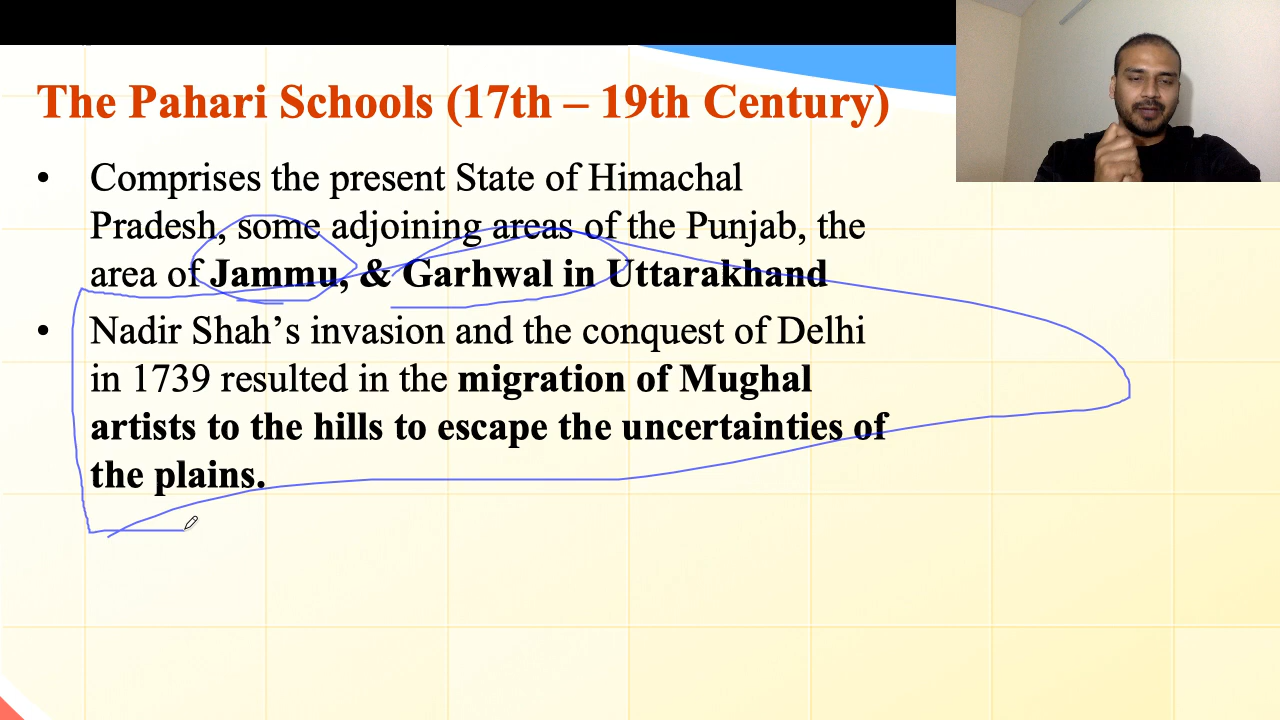 The Pahari Schools (17th – 19th Century)
• Comprises the present State of Himachal
Pradesh, some adjoining areas of the Punjab, the
area of Jammu, & Garhwal in Uttarakhand
• Nadir Shah’s invasion and the conquest of Delhi
in 1739 resulted in the migration of Mughal
artists to the hills to escape the uncertainties of
the plains.